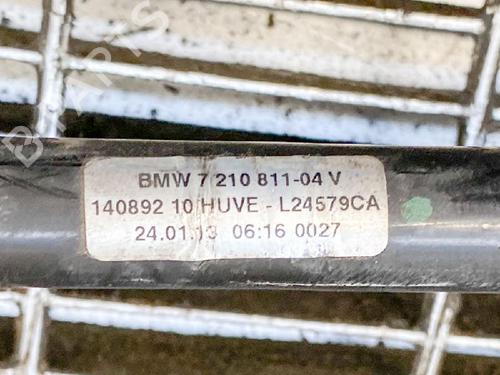 BMW 7 210 811-04 V
140892 10 HUVE - L24579CA
24.01.13 06:16 0027